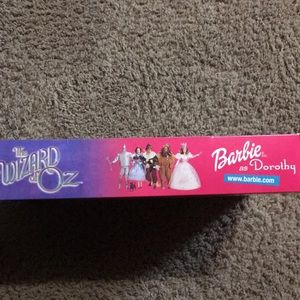 THE
WIZARD
OF OZ
Barbie
as Dorothy
www.barbie.com